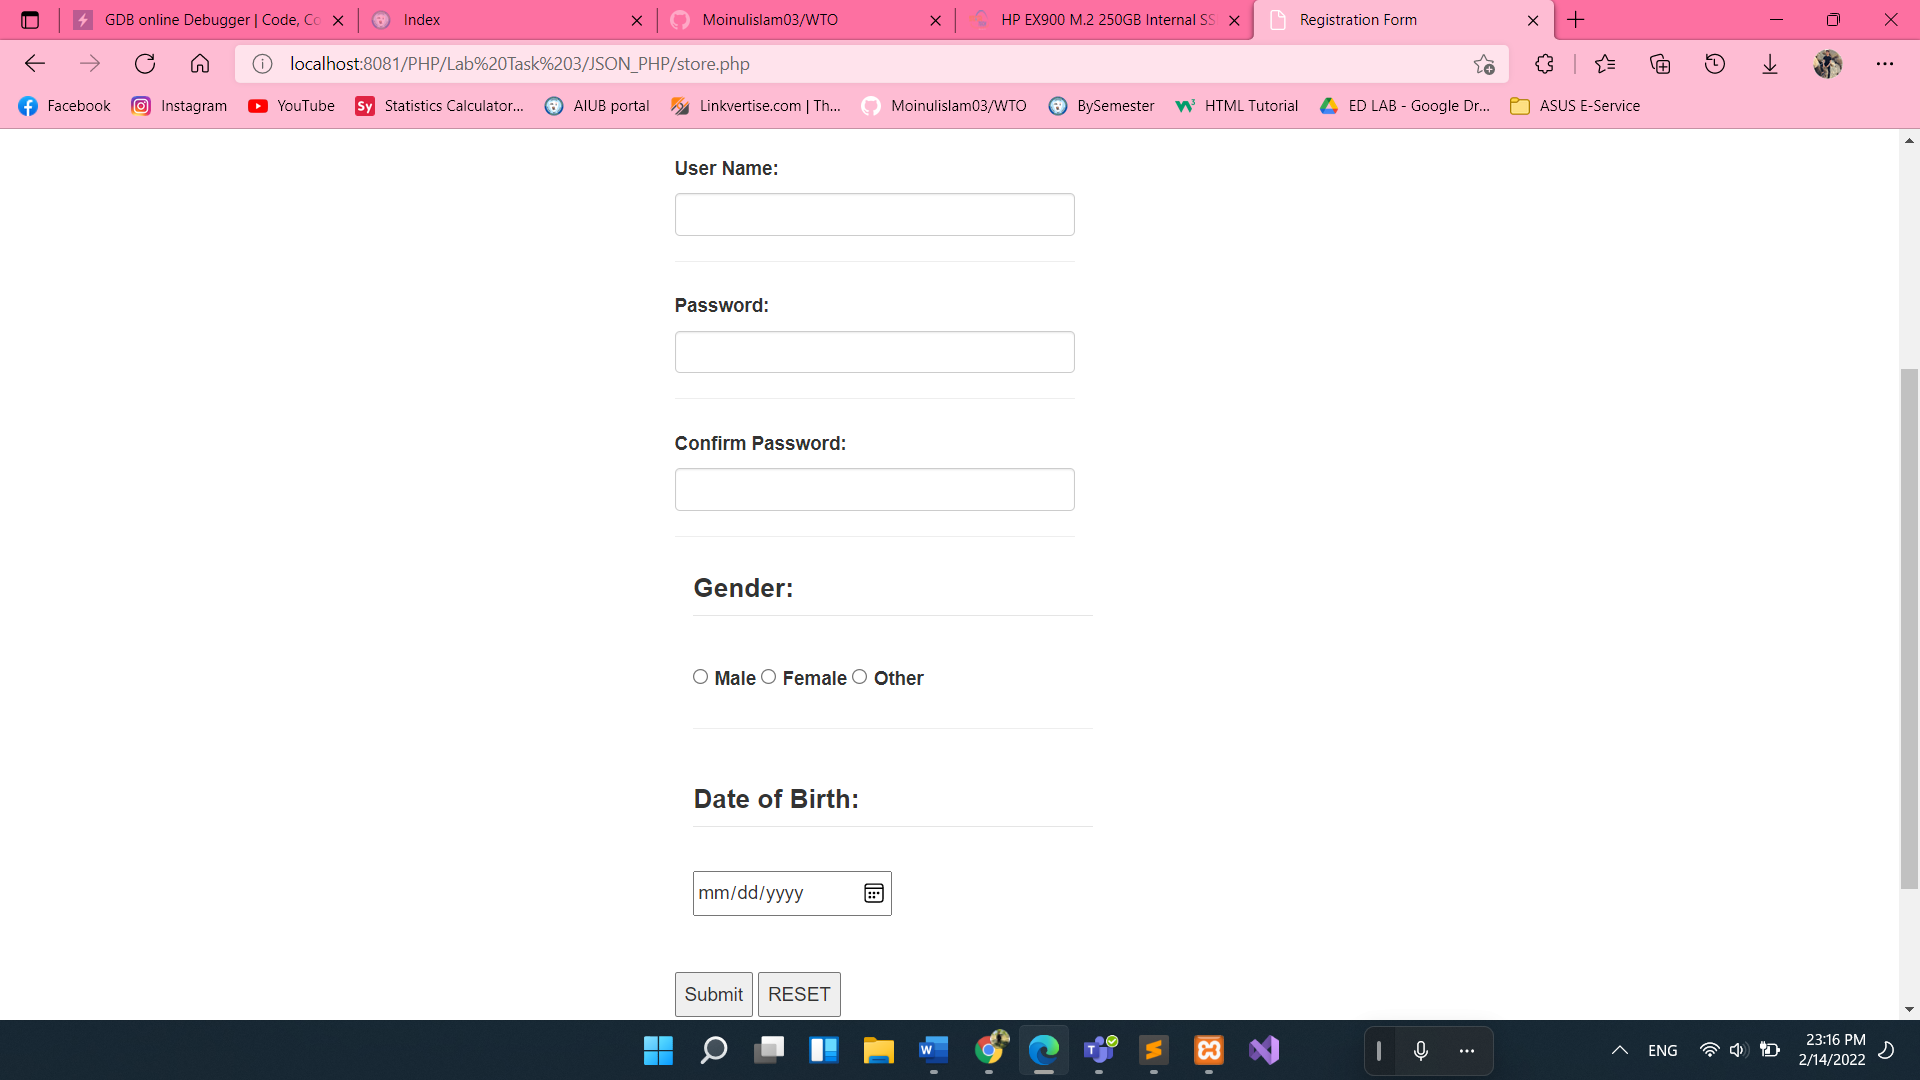 GDB online Debugger | Code, Co
Index
Moinulislam03/WTO
HP EX900 M.2 250GB Internal SS
Registration Form
localhost:8081/PHP/Lab%20Task%203/JSON_PHP/store.php
Facebook
Instagram
YouTube
Sy
Statistics Calculator...
AIUB portal
Linkvertise.com | Th...
Moinulislam03/WTO
BySemester
HTML Tutorial
ED LAB - Google Dr...
ASUS E-Service
User Name:
Password:
Confirm Password:
Gender:
Male Female Other
Date of Birth:
mm/dd/yyyy
Submit RESET
ENG
23:16 PM
2/14/2022